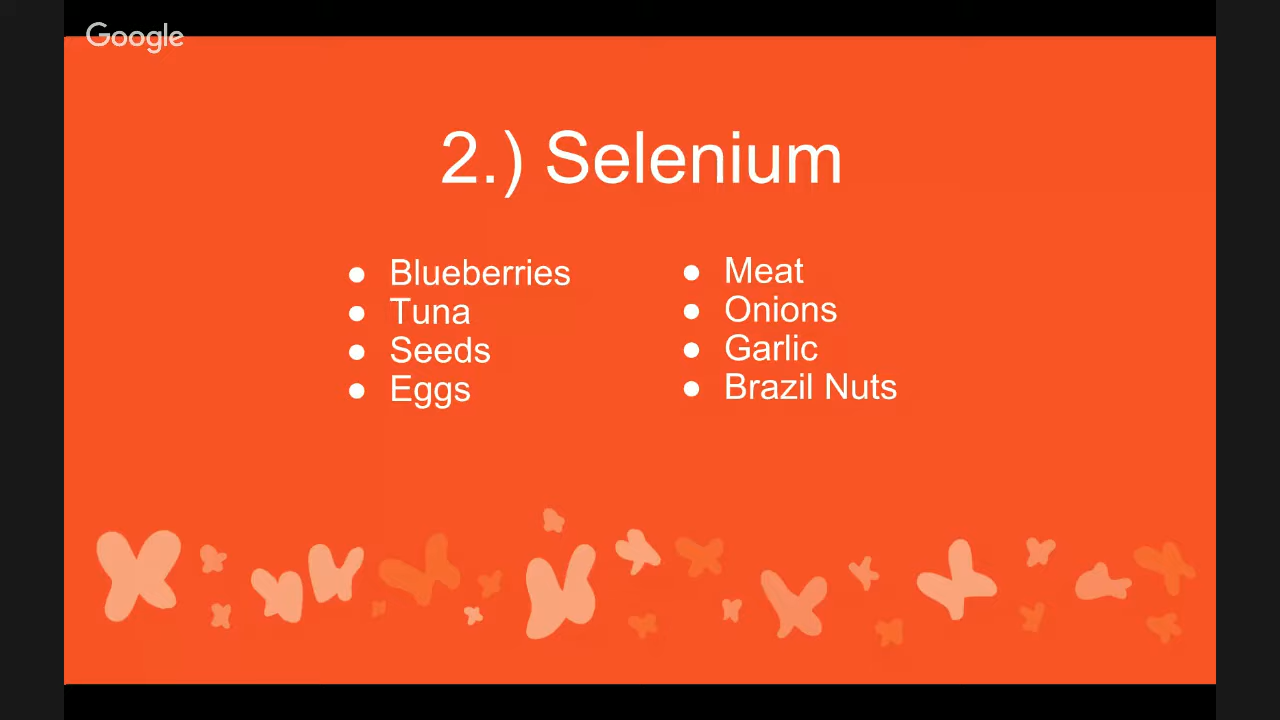 Google
2.) Selenium
● Blueberries
● Tuna
● Seeds
● Eggs
● Meat
● Onions
● Garlic
● Brazil Nuts